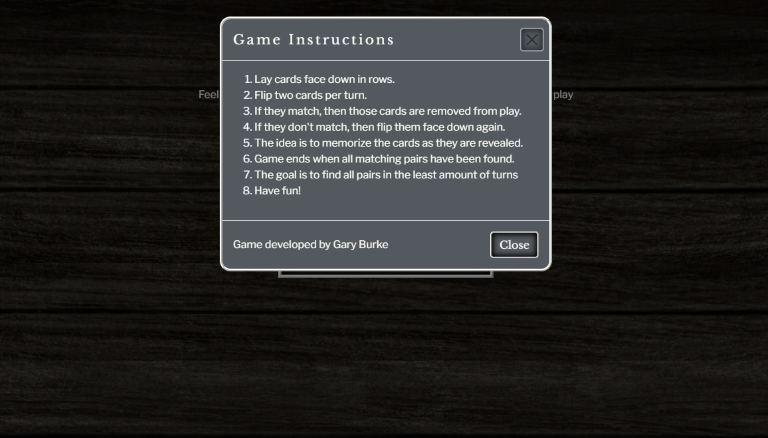 Game Instructions
Feel
play
1. Lay cards face down in rows.
2. Flip two cards per turn.
3. If they match, then those cards are removed from play.
4. If they don't match, then flip them face down again.
5. The idea is to memorize the cards as they are revealed.
6. Game ends when all matching pairs have been found.
7. The goal is to find all pairs in the least amount of turns
8. Have fun!
Game developed by Gary Burke
Close